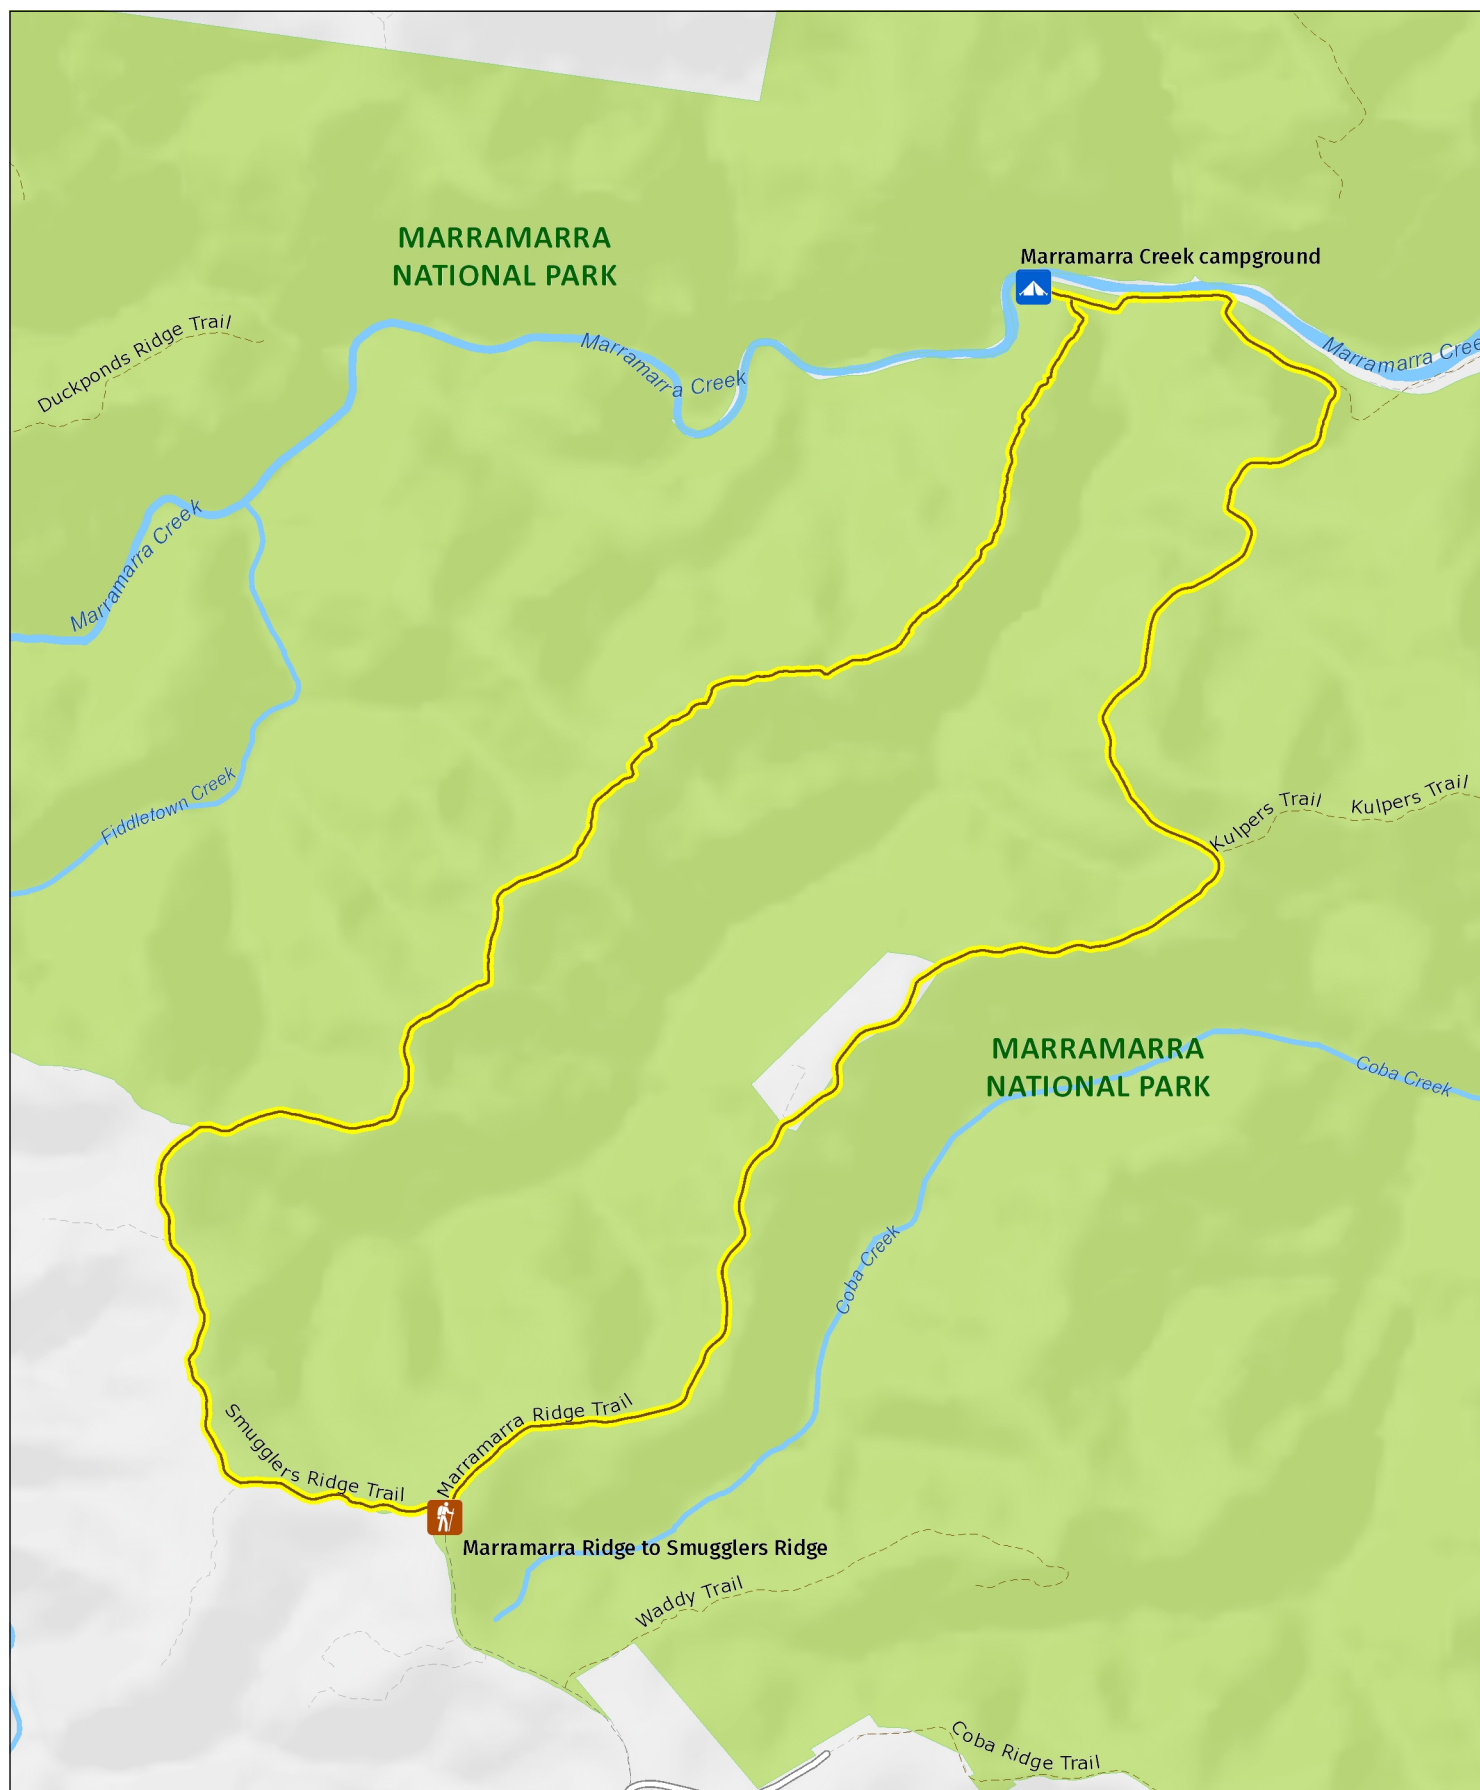 MARRAMARRA
NATIONAL PARK
Marramarra Creek campground
Duckponds Ridge Trail
Marramarra Creek
Marramarra Cree
Marramarra Creek
Fiddletown Creek
Kulpers Trail
Kulpers Trail
MARRAMARRA
NATIONAL PARK
Coba Creek
Coba Creek
Marramarra Ridge Trail
Smugglers Ridge Trail
Marramarra Ridge to Smugglers Ridge
Waddy Trail
Coba Ridge Trail